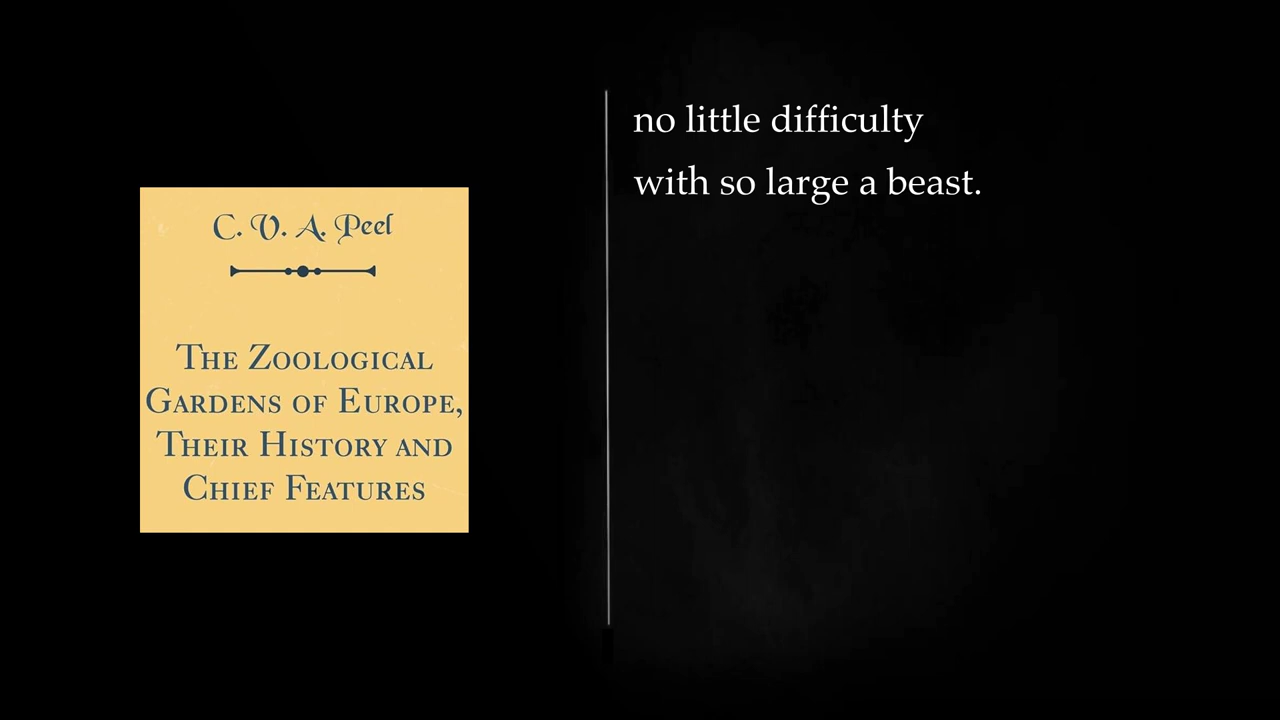 C. V. A. Peel
The Zoological
Gardens of Europe,
Their History and
Chief Features
no little difficulty
with so large a beast.